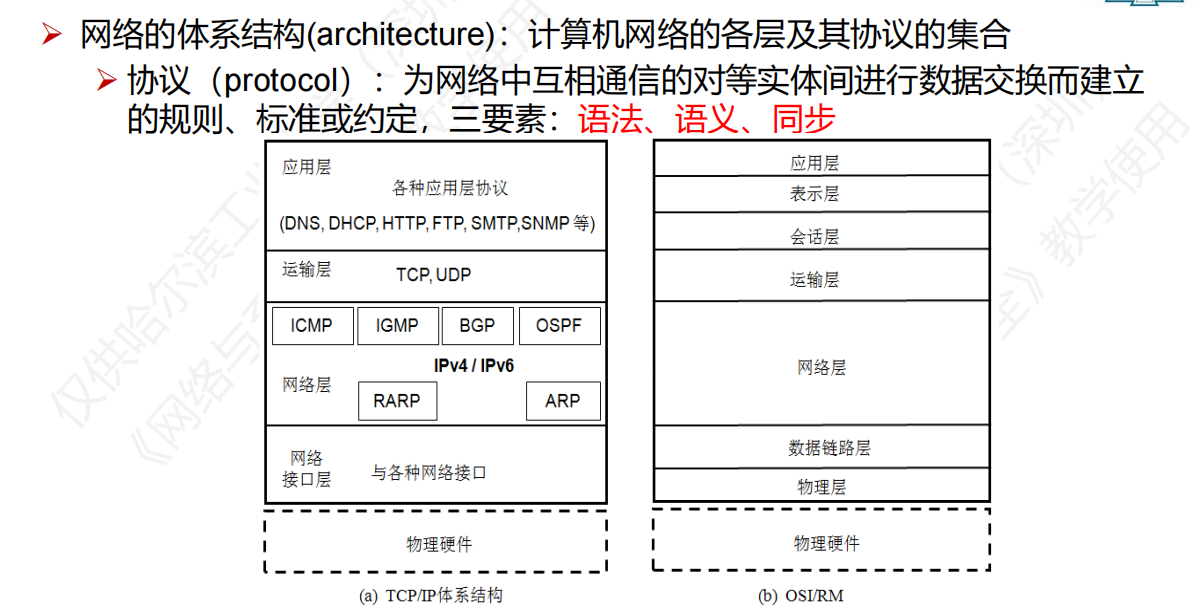 网络的体系结构(architecture)：计算机网络的各层及其协议的集合
协议（protocol）：为网络中互相通信的对等实体间进行数据交换而建立
的规则、标准或约定，三要素：语法、语义、同步
应用层
各种应用层协议
(DNS, DHCP, HTTP, FTP, SMTP,SNMP 等)
运输层
TCP, UDP
ICMP
IGMP
BGP
OSPF
IPv4 / IPv6
网络层
RARP
ARP
网络
接口层
与各种网络接口
物理硬件
(a) TCP/IP体系结构
应用层
表示层
会话层
运输层
网络层
数据链路层
物理层
物理硬件
(b) OSI/RM
仅供哈尔滨工业
《网络与
(深圳
全》教学使用